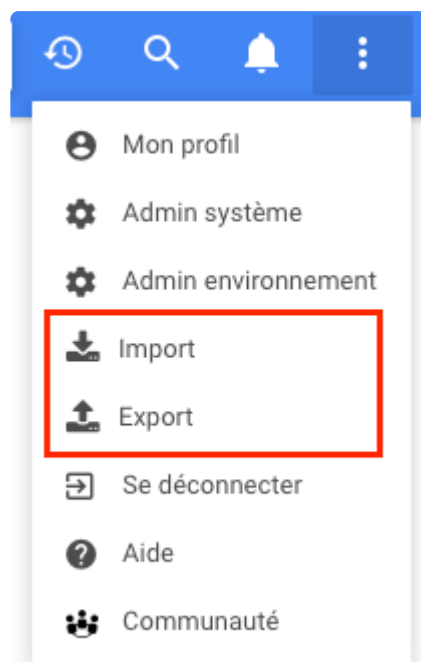 Mon profil
Admin système
Admin environnement
Import
Export
Se déconnecter
Aide
Communauté